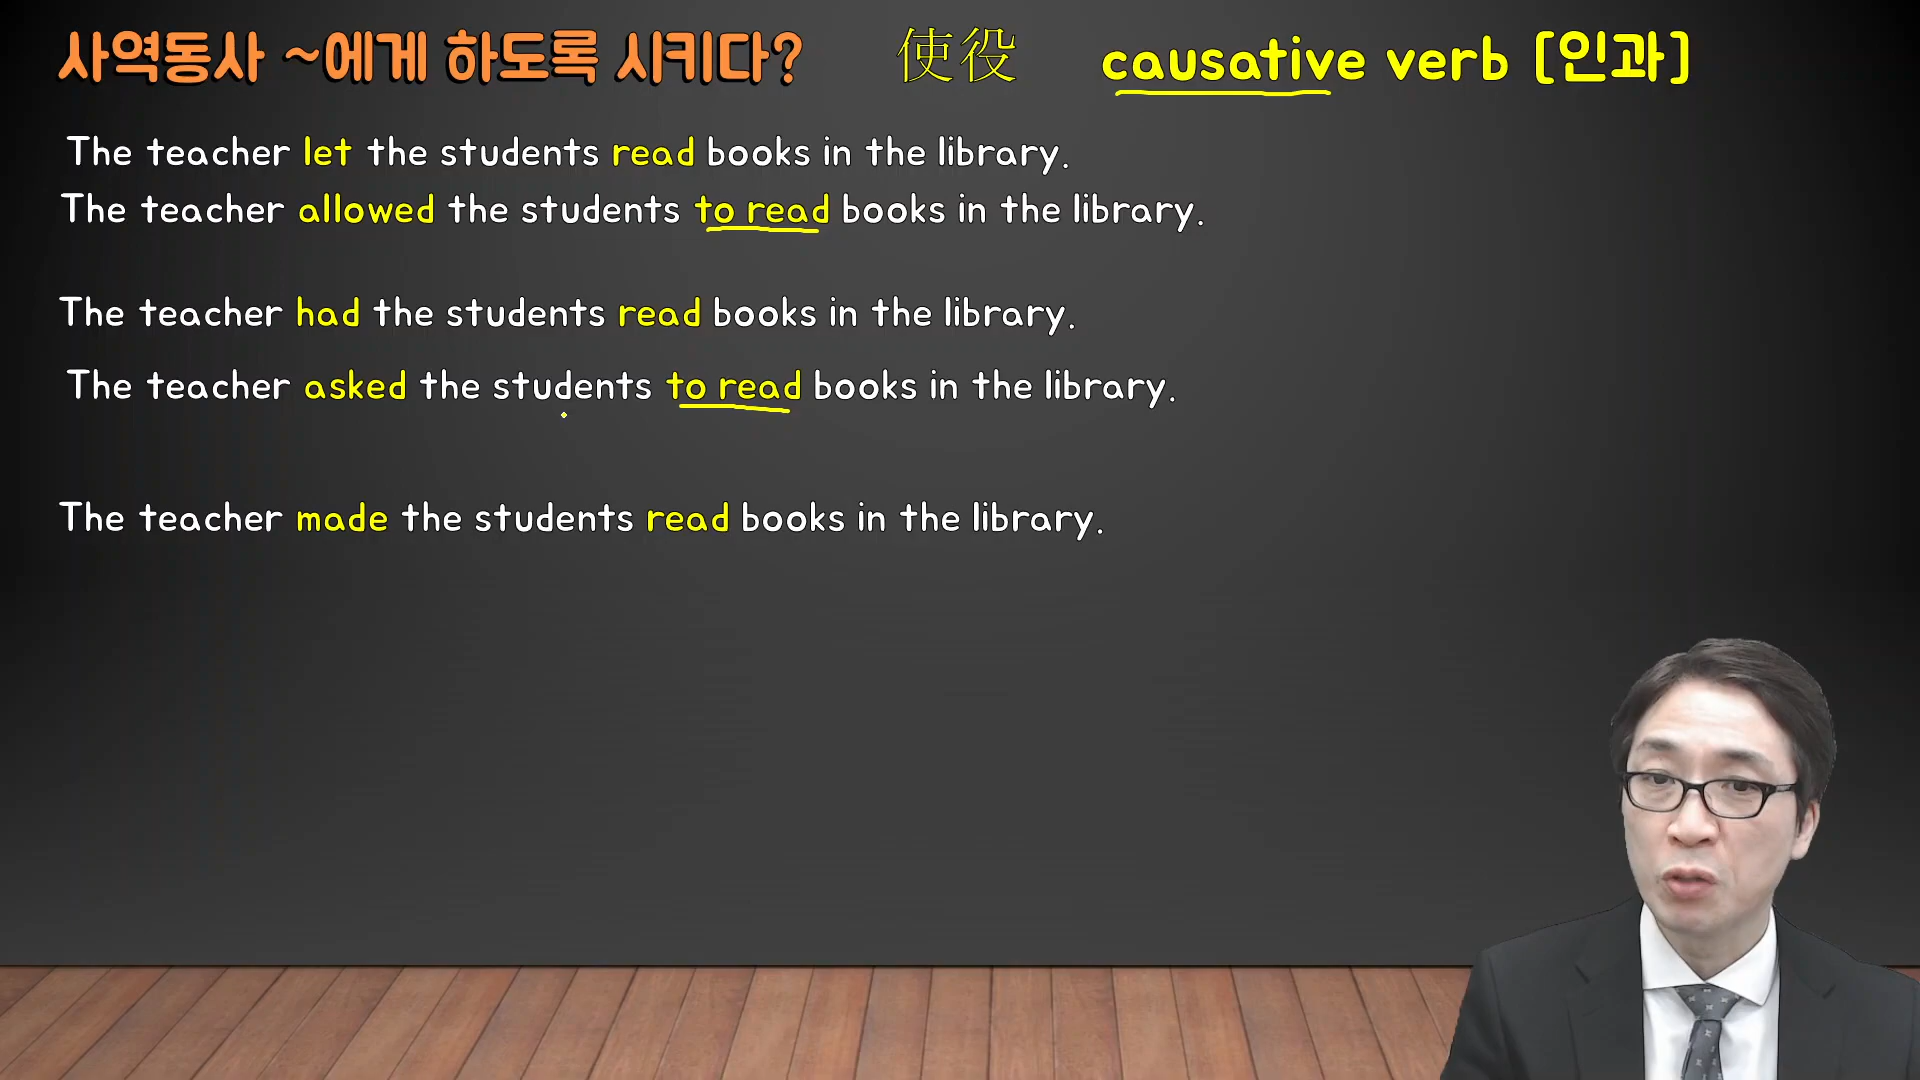 사역동사 ~에게 하도록 시키다? 使役 causative verb [인과]
The teacher let the students read books in the library.
The teacher allowed the students to read books in the library.
The teacher had the students read books in the library.
The teacher asked the students to read books in the library.
The teacher made the students read books in the library.